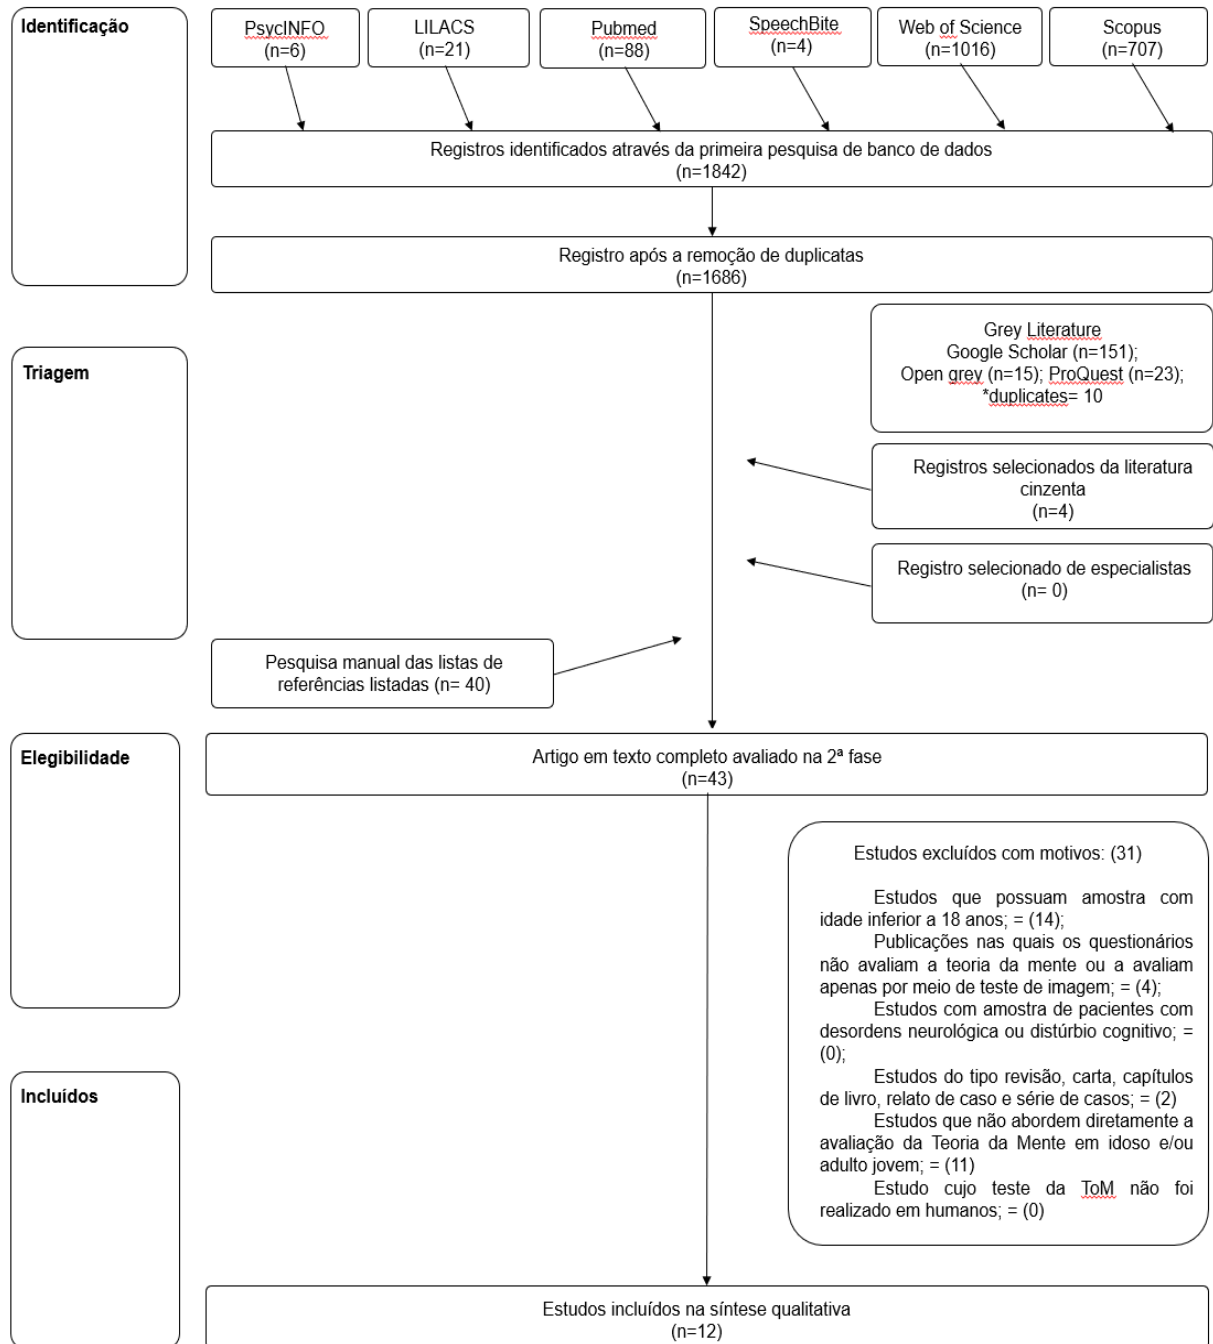 Identificação
PsycINFO
(n=6)
LILACS
(n=21)
Pubmed
(n=88)
SpeechBite
(n=4)
Web of Science
(n=1016)
Scopus
(n=707)
Registros identificados através da primeira pesquisa de banco de dados
(n=1842)
Registro após a remoção de duplicatas
(n=1686)
Triagem
Grey Literature
Google Scholar (n=151);
Open grey (n=15); ProQuest (n=23);
*duplicates= 10
Registros selecionados da literatura
cinzenta
(n=4)
Registro selecionado de especialistas
(n= 0)
Pesquisa manual das listas de
referências listadas (n= 40)
Elegibilidade
Artigo em texto completo avaliado na 2ª fase
(n=43)
Estudos excluídos com motivos: (31)
Estudos que possuam amostra com
idade inferior a 18 anos; = (14);
Publicações nas quais os questionários
não avaliam a teoria da mente ou a avaliam
apenas por meio de teste de imagem; = (4);
Estudos com amostra de pacientes com
desordens neurológica ou distúrbio cognitivo; =
(0);
Estudos do tipo revisão, carta, capítulos
de livro, relato de caso e série de casos; = (2)
Estudos que não abordem diretamente a
avaliação da Teoria da Mente em idoso e/ou
adulto jovem; = (11)
Estudo cujo teste da ToM não foi
realizado em humanos; = (0)
Incluídos
Estudos incluídos na síntese qualitativa
(n=12)